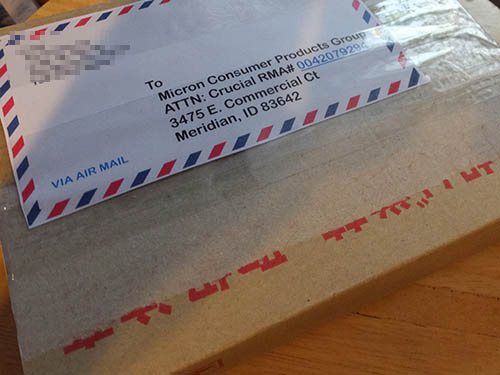 To
Micron Consumer Products Group
ATTN: Crucial RMA# 0042079294
3475 E. Commercial Ct
Meridian, ID 83642
VIA AIR MAIL